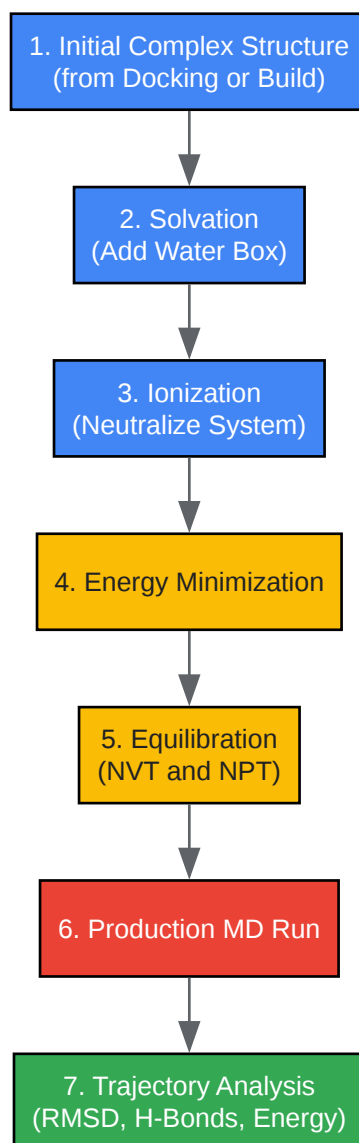 1. Initial Complex Structure
(from Docking or Build)
2. Solvation
(Add Water Box)
3. Ionization
(Neutralize System)
4. Energy Minimization
5. Equilibration
(NVT and NPT)
6. Production MD Run
7. Trajectory Analysis
(RMSD, H-Bonds, Energy)